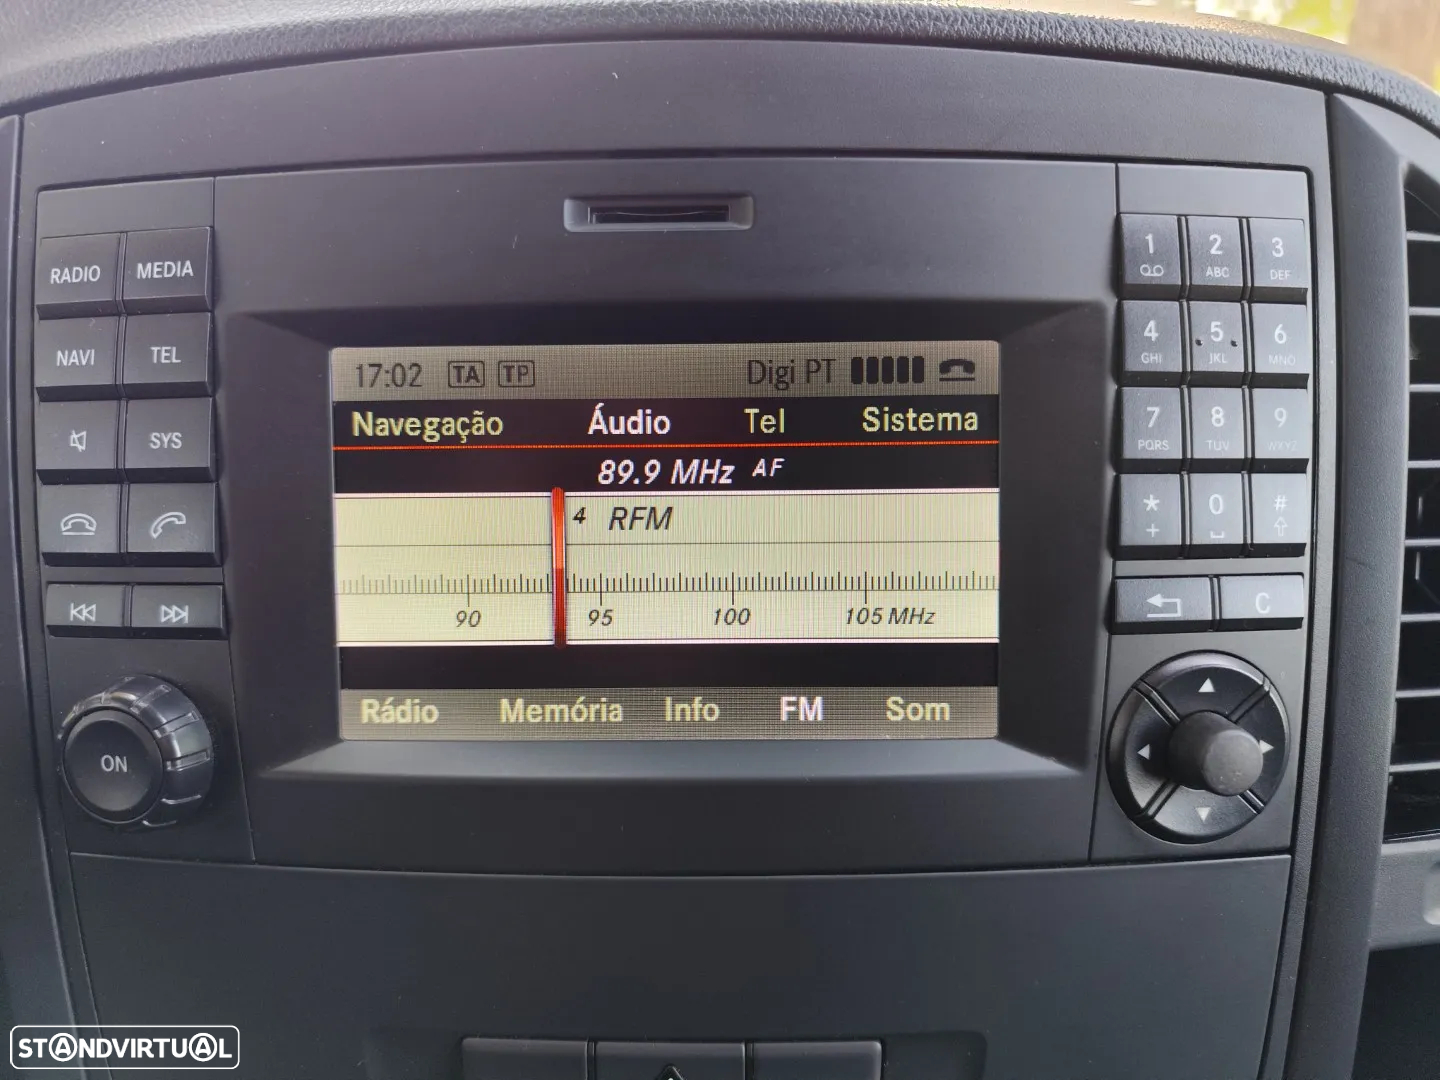 RADIO MEDIA
NAVI TEL
SYS
ON
17:02 TA TP Digi PT
Navegação Áudio Tel Sistema
89.9 MHz AF
4 RFM
90 95 100 105 MHz
Rádio Memória Info FM Som
1 2 ABC 3 DEF
4 GHI 5 JKL 6 MNO
7 PQRS 8 TUV 9 WXYZ
* + 0 #
C
STANDVIRTUAL